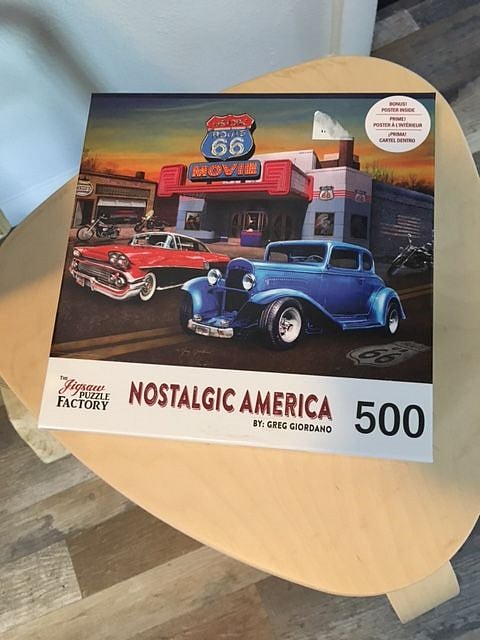 BONUS!
POSTER INSIDE
PRIME!
POSTER À L'INTÉRIEUR
¡PRIMA!
CARTEL DENTRO
ROUTE
66
MOVIE
66
THE
Jigsaw
PUZZLE
FACTORY
NOSTALGIC AMERICA
BY: GREG GIORDANO
500